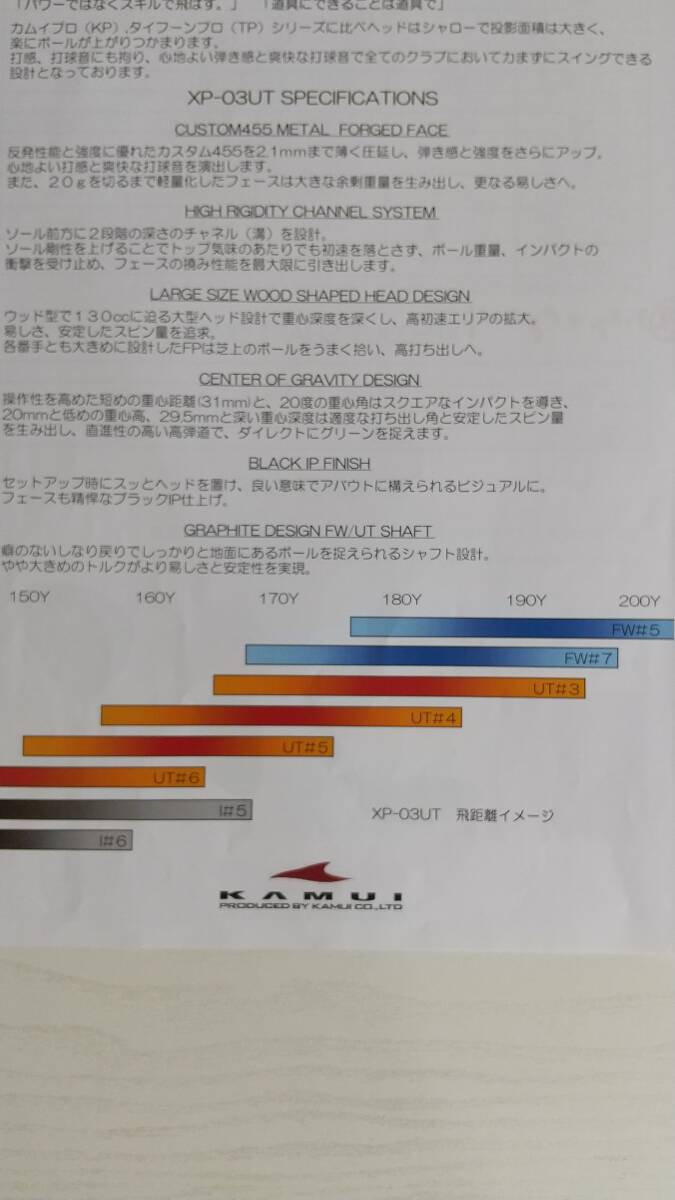 「パワーではなくスキルで飛ばす。」 「道具にできることは道具で」
カムイプロ（KP）,タイフーンプロ（TP）シリーズに比べヘッドはシャローで投影面積は大きく、
楽にボールが上がりつかまります。
打感、打球音にも拘り、心地よい弾き感と爽快な打球音で全てのクラブにおいて力まずにスイングできる
設計となっております。
XP-03UT SPECIFICATIONS
CUSTOM455 METAL FORGED FACE
反発性能と強度に優れたカスタム455を2.1mmまで薄く圧延し、弾き感と強度をさらにアップ。
心地よい打感と爽快な打球音を演出します。
また、20gを切るまで軽量化したフェースは大きな余剰重量を生み出し、更なる易しさへ。
HIGH RIGIDITY CHANNEL SYSTEM
ソール前方に2段階の深さのチャネル（溝）を設計。
ソール剛性を上げることでトップ気味のあたりでも初速を落とさず、ボール重量、インパクトの
衝撃を受け止め、フェースの撓み性能を最大限に引き出します。
LARGE SIZE WOOD SHAPED HEAD DESIGN
ウッド型で130ccに迫る大型ヘッド設計で重心深度を深くし、高初速エリアの拡大。
易しさ、安定したスピン量を追求。
各番手とも大きめに設計したFPは芝上のボールをうまく拾い、高打ち出しへ。
CENTER OF GRAVITY DESIGN
操作性を高めた短めの重心距離(31mm)と、20度の重心角はスクエアなインパクトを導き、
20mmと低めの重心高、29.5mmと深い重心深度は適度な打ち出し角と安定したスピン量
を生み出し、直進性の高い高弾道で、ダイレクトにグリーンを捉えます。
BLACK IP FINISH
セットアップ時にスッとヘッドを置け、良い意味でアバウトに構えられるビジュアルに。
フェースも精悍なブラックIP仕上げ。
GRAPHITE DESIGN FW/UT SHAFT
癖のないしなり戻りでしっかりと地面にあるボールを捉えられるシャフト設計。
やや大きめのトルクがより易しさと安定性を実現。
150Y 160Y 170Y 180Y 190Y 200Y
FW#5
FW#7
UT#3
UT#4
UT#5
UT#6
I#5
XP-03UT 飛距離イメージ
I#6
KAMUI
PRODUCED BY KAMUI CO.,LTD